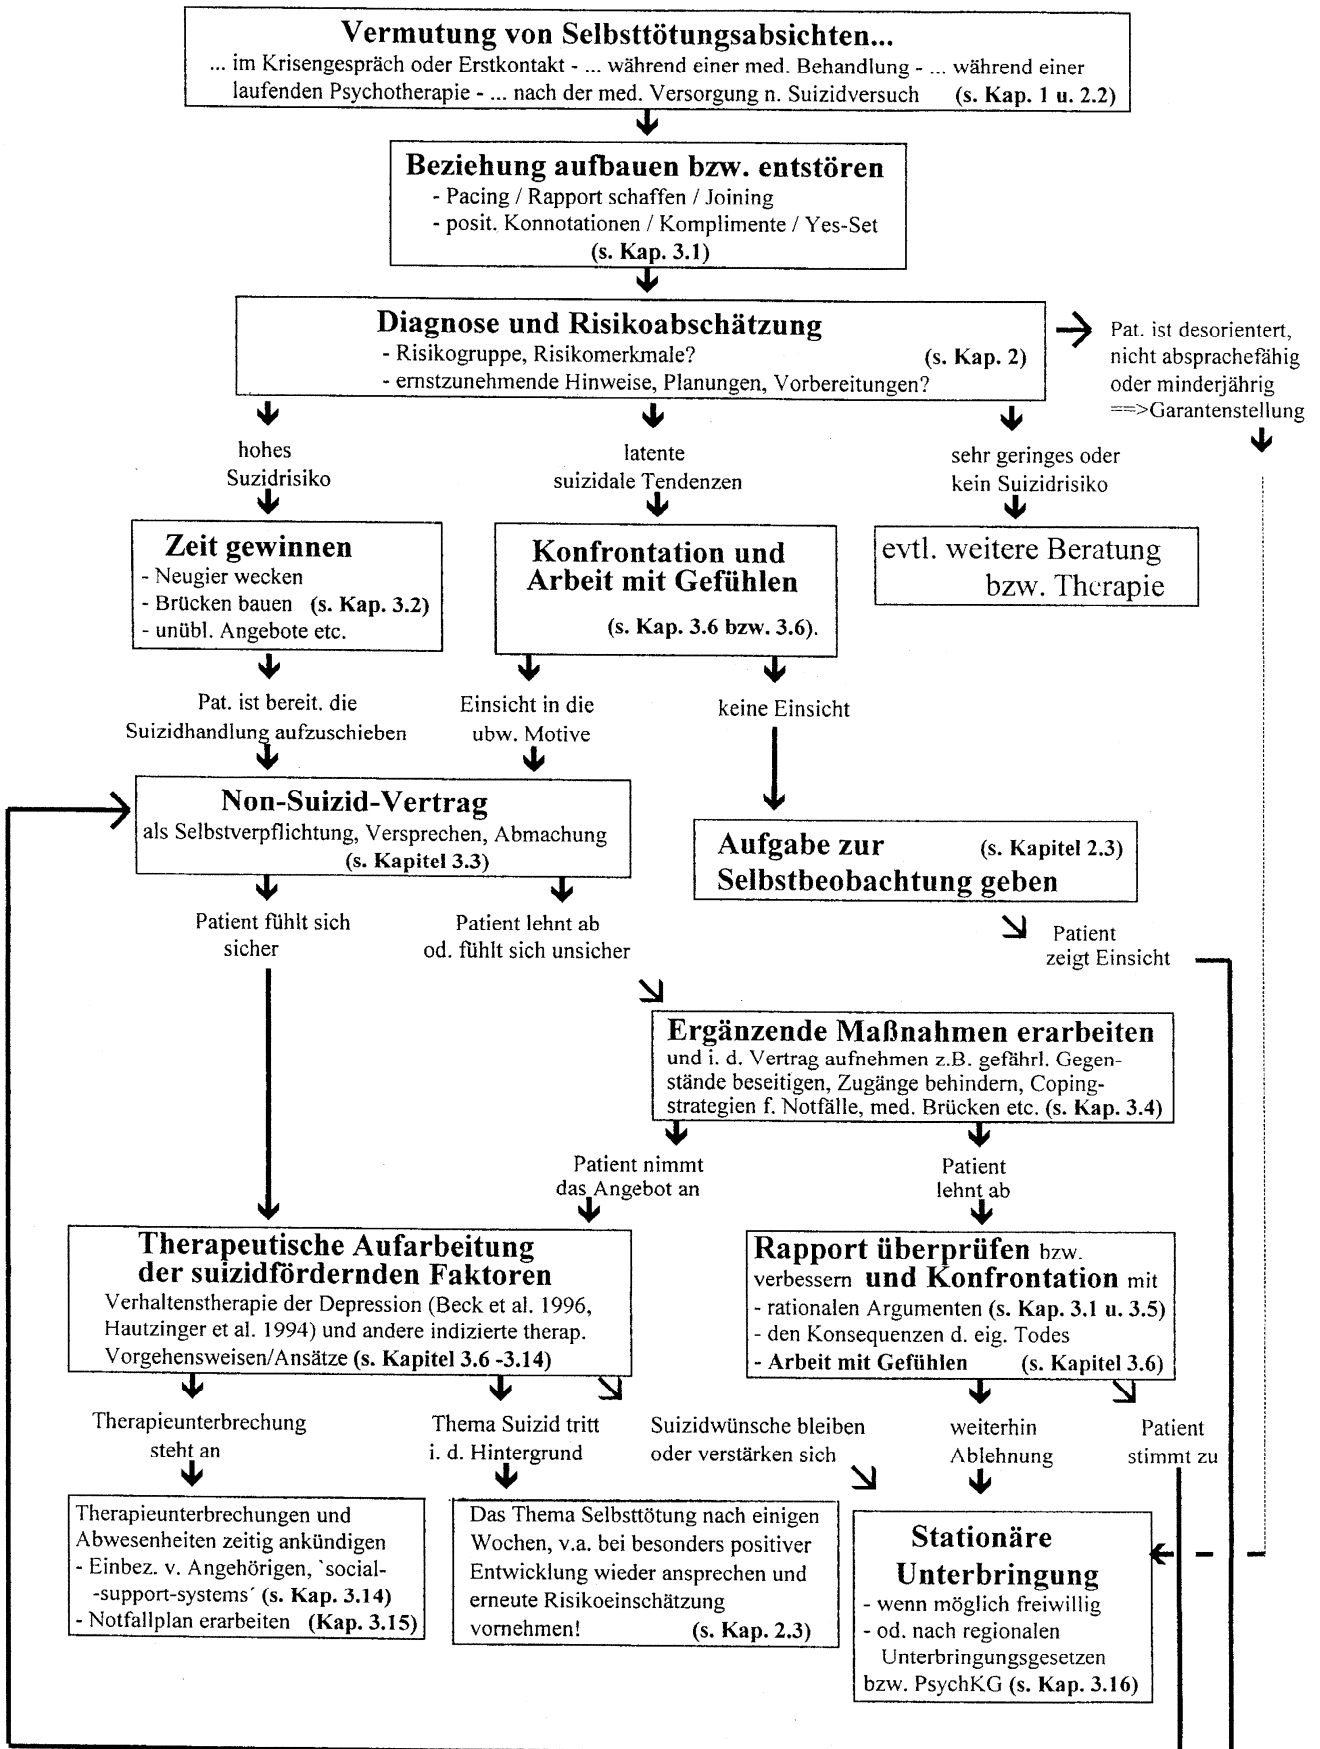 Vermutung von Selbsttötungsabsichten...
... im Krisengespräch oder Erstkontakt - ... während einer med. Behandlung - ... während einer
laufenden Psychotherapie - ... nach der med. Versorgung n. Suizidversuch (s. Kap. 1 u. 2.2)
Beziehung aufbauen bzw. entstören
- Pacing / Rapport schaffen / Joining
- posit. Konnotationen / Komplimente / Yes-Set
(s. Kap. 3.1)
Diagnose und Risikoabschätzung
- Risikogruppe, Risikomerkmale? (s. Kap. 2)
- ernstzunehmende Hinweise, Planungen, Vorbereitungen?
Pat. ist desorientert,
nicht absprachefähig
oder minderjährig
==>Garantenstellung
hohes
Suzidrisiko
latente
suizidale Tendenzen
sehr geringes oder
kein Suizidrisiko
Zeit gewinnen
- Neugier wecken
- Brücken bauen (s. Kap. 3.2)
- unübl. Angebote etc.
Konfrontation und
Arbeit mit Gefühlen
(s. Kap. 3.6 bzw. 3.6).
evtl. weitere Beratung
bzw. Therapie
Pat. ist bereit. die
Suizidhandlung aufzuschieben
Einsicht in die
ubw. Motive
keine Einsicht
Non-Suizid-Vertrag
als Selbstverpflichtung, Versprechen, Abmachung
(s. Kapitel 3.3)
Aufgabe zur (s. Kapitel 2.3)
Selbstbeobachtung geben
Patient fühlt sich
sicher
Patient lehnt ab
od. fühlt sich unsicher
Patient
zeigt Einsicht
Ergänzende Maßnahmen erarbeiten
und i. d. Vertrag aufnehmen z.B. gefährl. Gegen-
stände beseitigen, Zugänge behindern, Coping-
strategien f. Notfälle, med. Brücken etc. (s. Kap. 3.4)
Patient nimmt
das Angebot an
Patient
lehnt ab
Therapeutische Aufarbeitung
der suizidfördernden Faktoren
Verhaltenstherapie der Depression (Beck et al. 1996,
Hautzinger et al. 1994) und andere indizierte therap.
Vorgehensweisen/Ansätze (s. Kapitel 3.6 -3.14)
Rapport überprüfen bzw.
verbessern und Konfrontation mit
- rationalen Argumenten (s. Kap. 3.1 u. 3.5)
- den Konsequenzen d. eig. Todes
- Arbeit mit Gefühlen (s. Kapitel 3.6)
Therapieunterbrechung
steht an
Thema Suizid tritt
i. d. Hintergrund
Suizidwünsche bleiben
oder verstärken sich
weiterhin
Ablehnung
Patient
stimmt zu
Therapieunterbrechungen und
Abwesenheiten zeitig ankündigen
- Einbez. v. Angehörigen, `social-
-support-systems´ (s. Kap. 3.14)
- Notfallplan erarbeiten (Kap. 3.15)
Das Thema Selbsttötung nach einigen
Wochen, v.a. bei besonders positiver
Entwicklung wieder ansprechen und
erneute Risikoeinschätzung
vornehmen! (s. Kap. 2.3)
Stationäre
Unterbringung
- wenn möglich freiwillig
- od. nach regionalen
Unterbringungsgesetzen
bzw. PsychKG (s. Kap. 3.16)